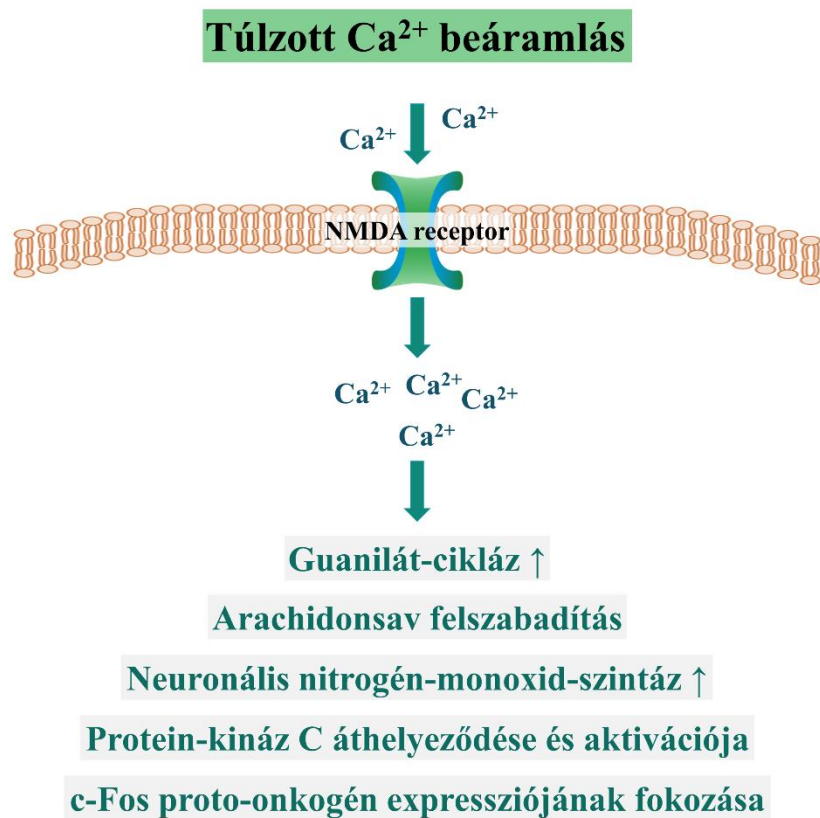 Túlzott Ca²⁺ beáramlás
Ca²⁺
Ca²⁺
NMDA receptor
Ca²⁺ Ca²⁺ Ca²⁺
Ca²⁺
Guanilát-cikláz ↑
Arachidonsav felszabadítás
Neuronális nitrogén-monoxid-szintáz ↑
Protein-kináz C áthelyeződése és aktivációja
c-Fos proto-onkogén expressziójának fokozása